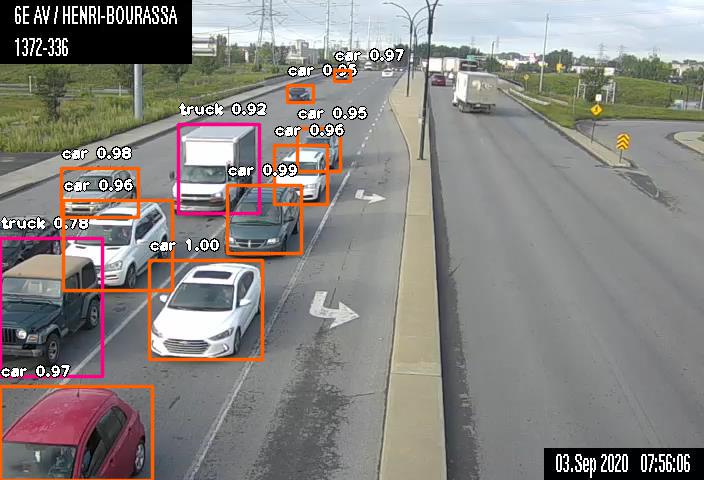 6E AV / HENRI-BOURASSA
1372-336
car 0.97
car 0.95
truck 0.92
car 0.95
car 0.96
car 0.98
car 0.99
car 0.96
truck 0.78
car 1.00
car 0.97
03.Sep 2020 07:56:06